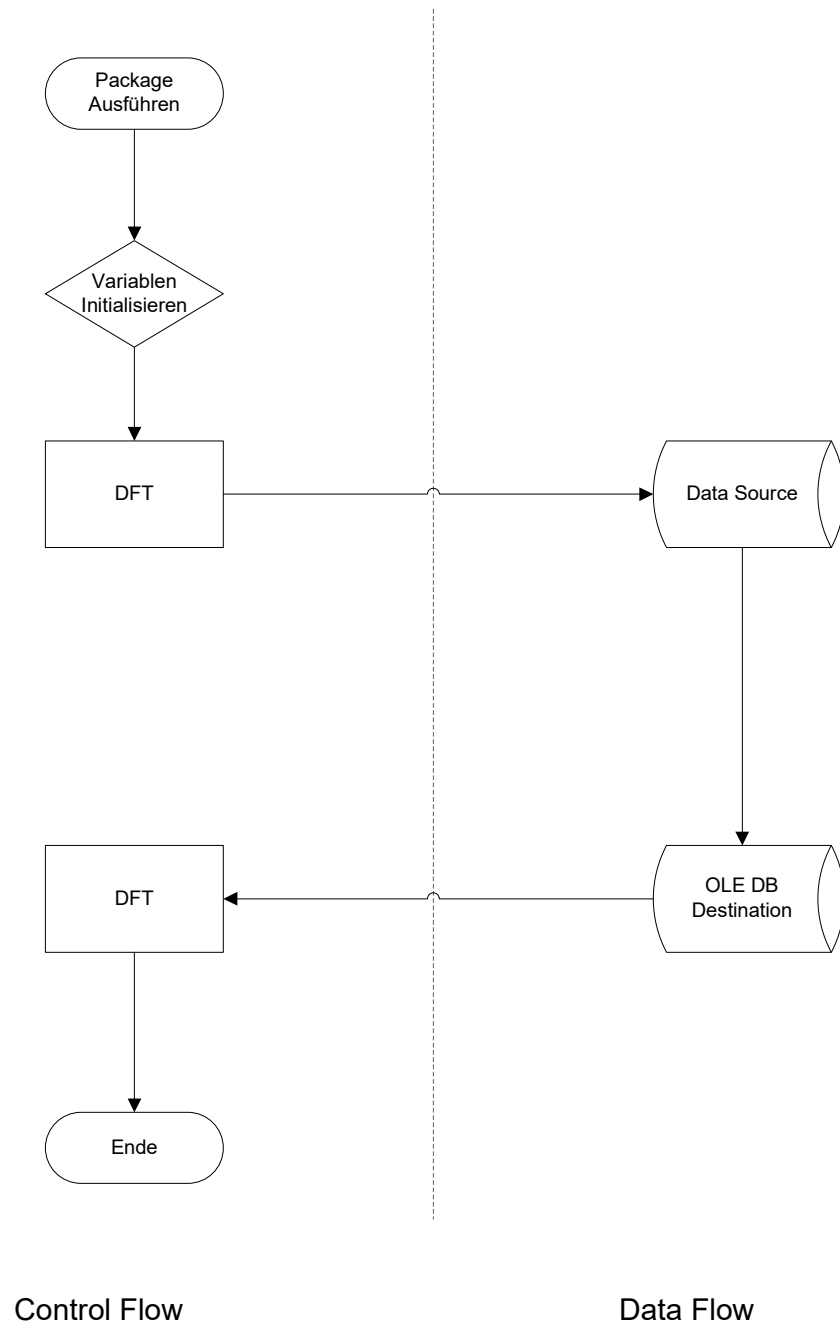 Package
Ausführen
Variablen
Initialisieren
DFT
Data Source
DFT
OLE DB
Destination
Ende
Control Flow
Data Flow